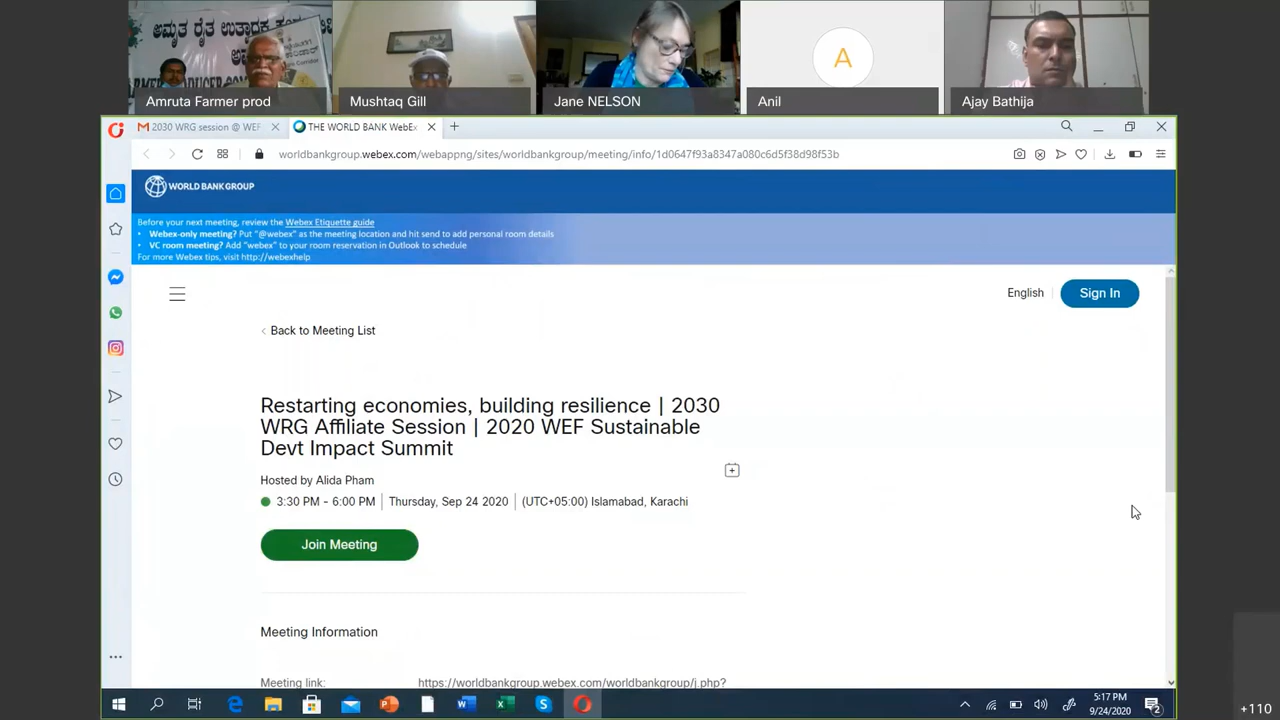 ಅಮೃತ ರೈತ ಉತ್ಪಾದಕ
Corridor
Amruta Farmer prod
Mushtaq Gill
Jane NELSON
A
Anil
Ajay Bathija
2030 WRG session @ WEF
THE WORLD BANK WebEx
worldbankgroup.webex.com/webappng/sites/worldbankgroup/meeting/info/1d0647f93a8347a080c6d5f38d98f53b
WORLD BANK GROUP
Before your next meeting, review the Webex Etiquette guide
• Webex-only meeting? Put "@webex" as the meeting location and hit send to add personal room details
• VC room meeting? Add "webex" to your room reservation in Outlook to schedule
For more Webex tips, visit http://webexhelp
English
Sign In
Back to Meeting List
Restarting economies, building resilience | 2030
WRG Affiliate Session | 2020 WEF Sustainable
Devt Impact Summit
Hosted by Alida Pham
3:30 PM - 6:00 PM | Thursday, Sep 24 2020 | (UTC+05:00) Islamabad, Karachi
Join Meeting
Meeting Information
Meeting link: https://worldbankgroup.webex.com/worldbankgroup/j.php?
5:17 PM
9/24/2020
2
+110